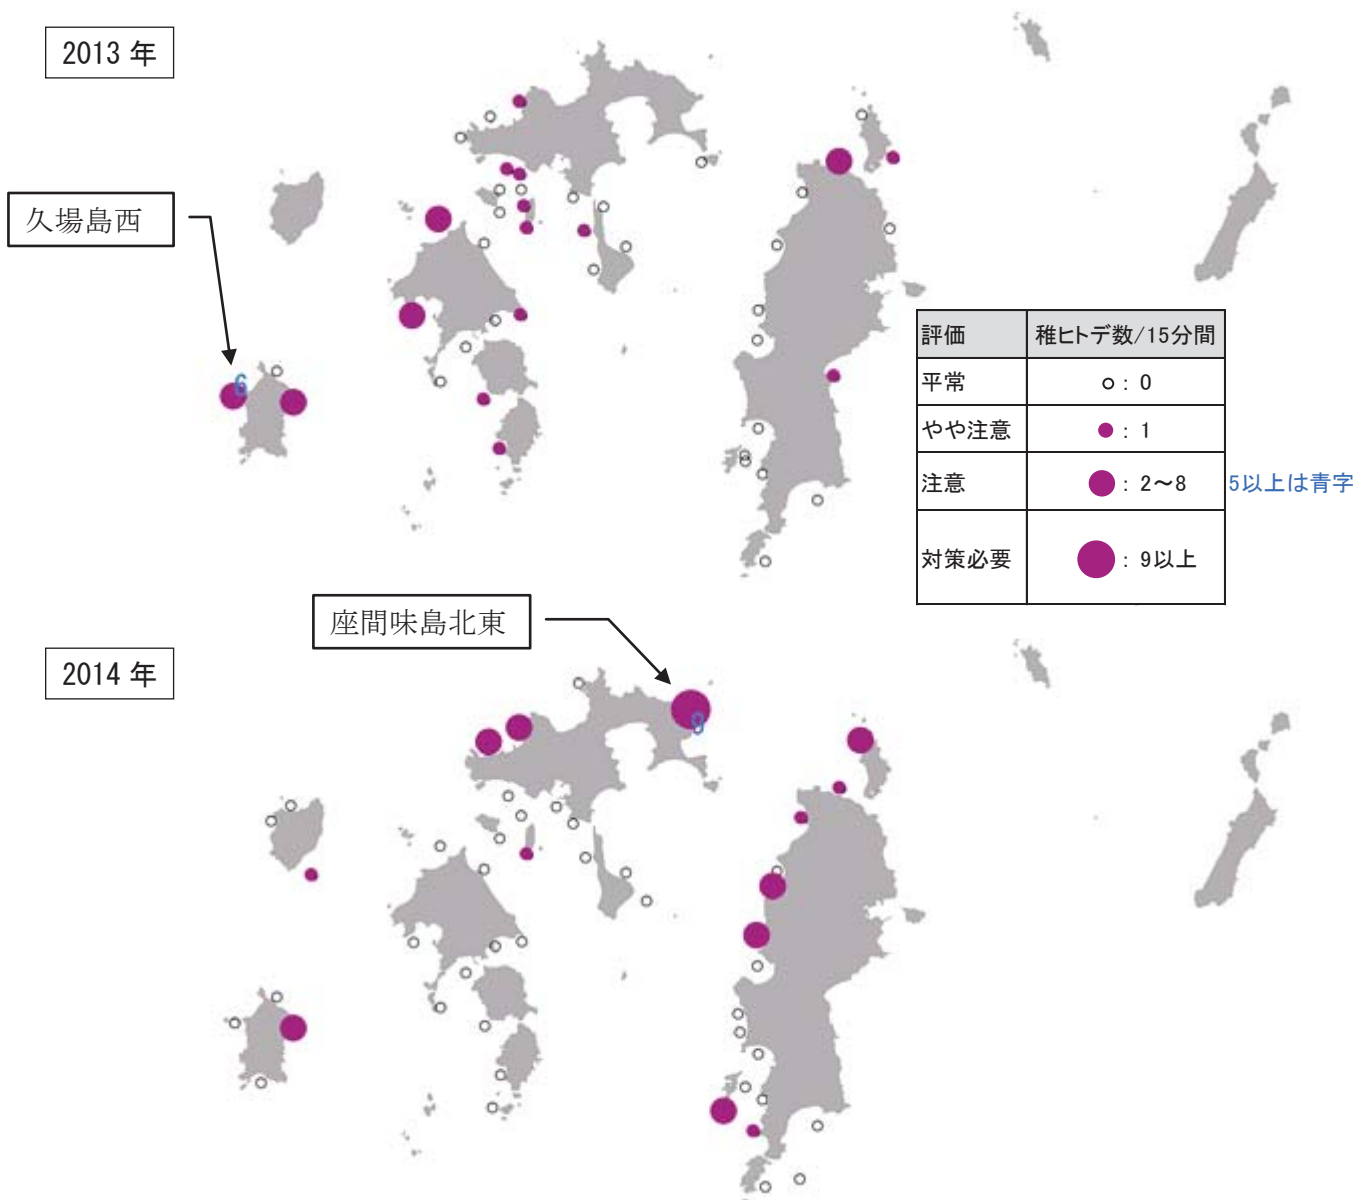 2013 年
久場島西
6
評価 稚ヒトデ数/15分間
平常 : 0
やや注意 : 1
注意 : 2～8 5以上は青字
対策必要 : 9以上
座間味島北東
2014 年
9